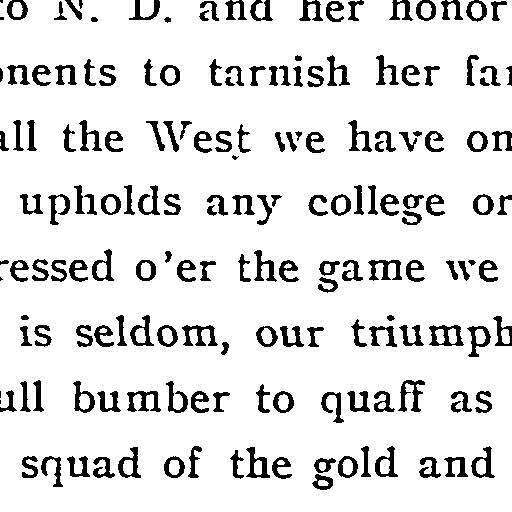 to N. D. and her honor
onents to tarnish her fa
all the West we have on
upholds any college or
ressed o'er the game we
is seldom, our triumph
ull bumber to quaff as
squad of the gold and